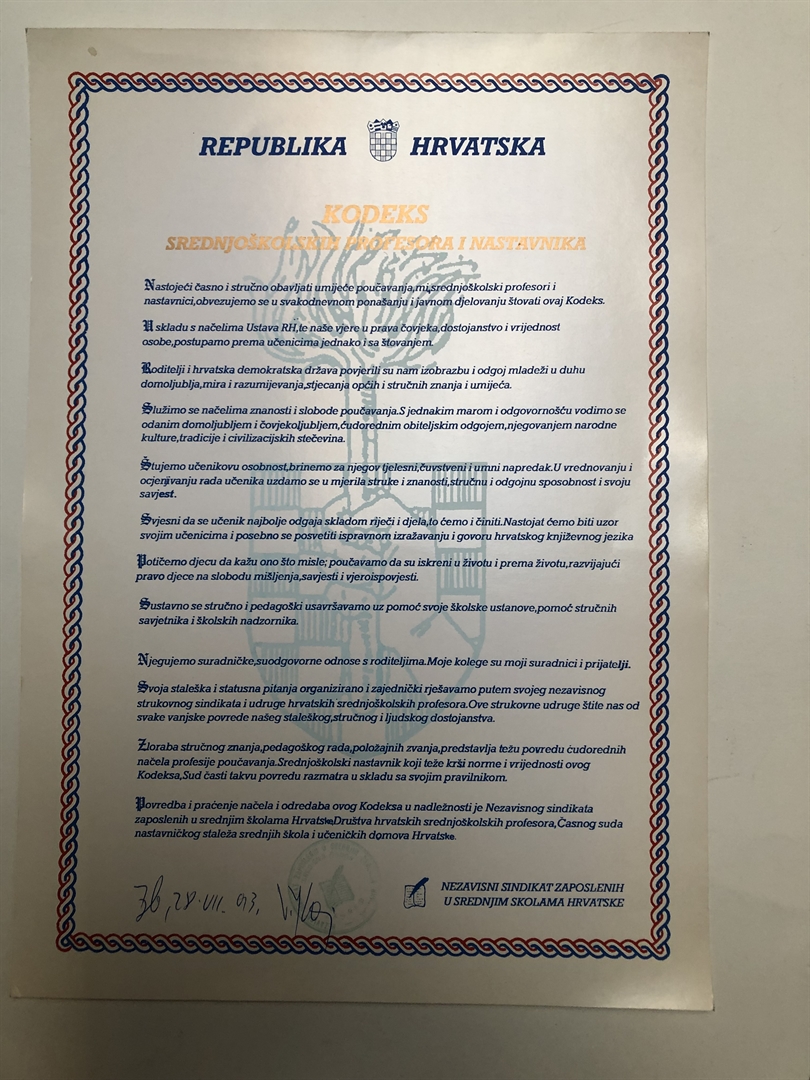 REPUBLIKA HRVATSKA
KODEKS
SREDNJOŠKOLSKIH PROFESORA I NASTAVNIKA
Nastojeći časno i stručno obavljati umijeće poučavanja,mi,srednjoškolski profesori i
nastavnici,obvezujemo se u svakodnevnom ponašanju i javnom djelovanju štovati ovaj Kodeks.
U skladu s načelima Ustava RH,te naše vjere u prava čovjeka,dostojanstvo i vrijednost
osobe,postupamo prema učenicima jednako i sa štovanjem.
Roditelji i hrvatska demokratska država povjerili su nam izobrazbu i odgoj mladeži u duhu
domoljublja,mira i razumijevanja,stjecanja općih i stručnih znanja i umijeća.
Služimo se načelima znanosti i slobode poučavanja.S jednakim marom i odgovornošću vodimo se
odanim domoljubljem i čovjekoljubljem,ćudorednim obiteljskim odgojem,njegovanjem narodne
kulture,tradicije i civilizacijskih stečevina.
Štujemo učenikovu osobnost,brinemo za njegov tjelesni,čuvstveni i umni napredak.U vrednovanju i
ocjenjivanju rada učenika uzdamo se u mjerila struke i znanosti,stručnu i odgojnu sposobnost i svoju
savjest.
Svjesni da se učenik najbolje odgaja skladom riječi i djela,to ćemo i činiti.Nastojat ćemo biti uzor
svojim učenicima i posebno se posvetiti ispravnom izražavanju i govoru hrvatskog književnog jezika
Potičemo djecu da kažu ono što misle; poučavamo da su iskreni u životu i prema životu,razvijajući
pravo djece na slobodu mišljenja,savjesti i vjeroispovjesti.
Sustavno se stručno i pedagoški usavršavamo uz pomoć svoje školske ustanove,pomoć stručnih
savjetnika i školskih nadzornika.
Njegujemo suradničke,suodgovorne odnose s roditeljima.Moje kolege su moji suradnici i prijatelji.
Svoja staleška i statusna pitanja organizirano i zajednički rješavamo putem svojeg nezavisnog
strukovnog sindikata i udruge hrvatskih srednjoškolskih profesora.Ove strukovne udruge štite nas od
svake vanjske povrede našeg staleškog,stručnog i ljudskog dostojanstva.
Zloraba stručnog znanja,pedagoškog rada,položajnih zvanja,predstavlja težu povredu ćudorednih
načela profesije poučavanja.Srednjoškolski nastavnik koji teže krši norme i vrijednosti ovog
Kodeksa,Sud časti takvu povredu razmatra u skladu sa svojim pravilnikom.
Povredba i praćenje načela i odredaba ovog Kodeksa u nadležnosti je Nezavisnog sindikata
zaposlenih u srednjim školama Hrvatske,Društva hrvatskih srednjoškolskih profesora,Časnog suda
nastavničkog staleža srednjih škola i učeničkih domova Hrvatske.
Zb, 28. VII. 93,
NEZAVISNI SINDIKAT ZAPOSLENIH
U SREDNJIM SKOLAMA HRVATSKE